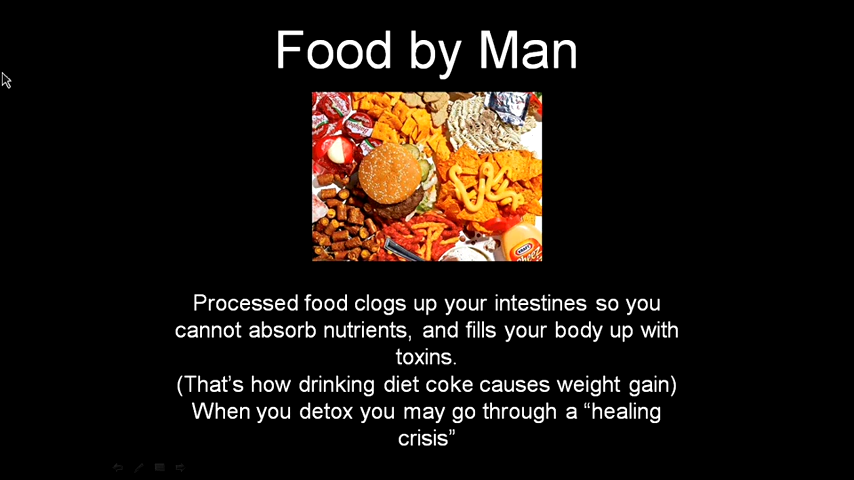 Food by Man
KRAFT
Processed food clogs up your intestines so you
cannot absorb nutrients, and fills your body up with
toxins.
(That's how drinking diet coke causes weight gain)
When you detox you may go through a “healing
crisis”